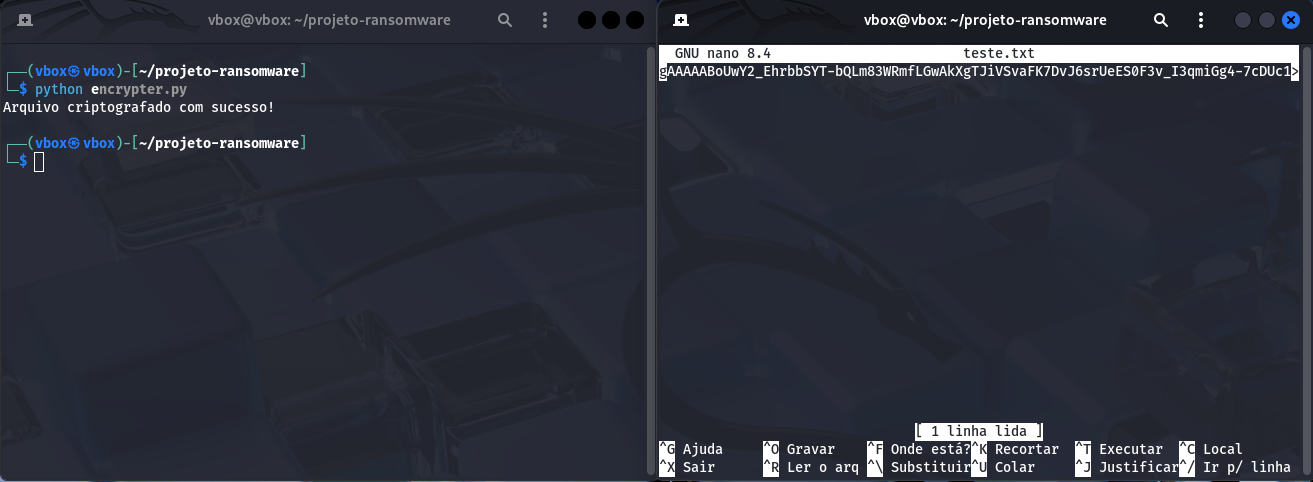 vbox@vbox: ~/projeto-ransomware
(vbox㉿vbox)-[~/projeto-ransomware]
$ python encrypter.py
Arquivo criptografado com sucesso!
(vbox㉿vbox)-[~/projeto-ransomware]
$
vbox@vbox: ~/projeto-ransomware
GNU nano 8.4 teste.txt
gAAAAABoUwY2_EhrbbSYT-bQLm83WRmfLGwAkXgTJiVSvaFK7DvJ6srUeES0F3v_I3qmiGg4-7cDUc1>
[ 1 linha lida ]
^G Ajuda ^O Gravar ^F Onde está? ^K Recortar ^T Executar ^C Local
^X Sair ^R Ler o arq ^\ Substituir ^U Colar ^J Justificar ^/ Ir p/ linha